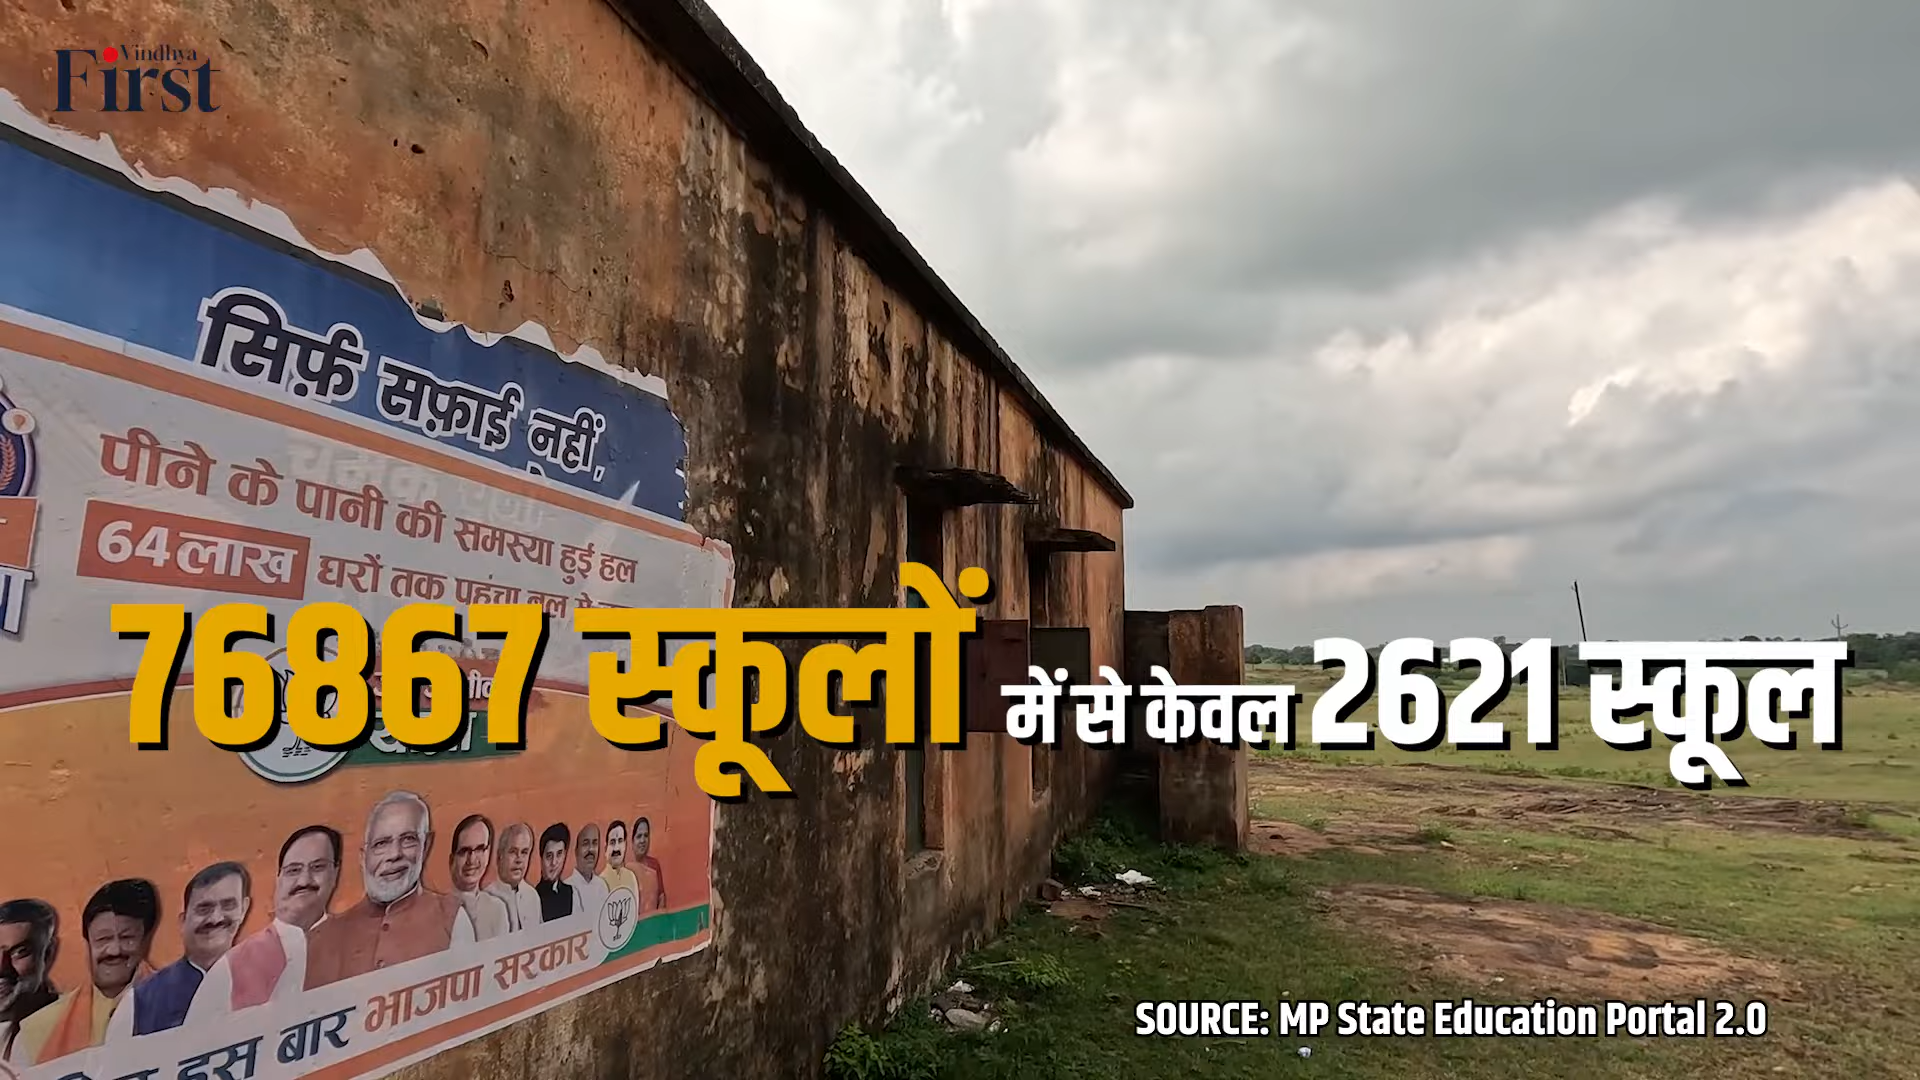 Vindhya
First
सिर्फ़ सफ़ाई नहीं,
पीने के पानी की समस्या हुई हल
64 लाख घरों तक पहुंचा नल
76867 स्कूलों में से केवल 2621 स्कूल
इस बार भाजपा सरकार
SOURCE: MP State Education Portal 2.0